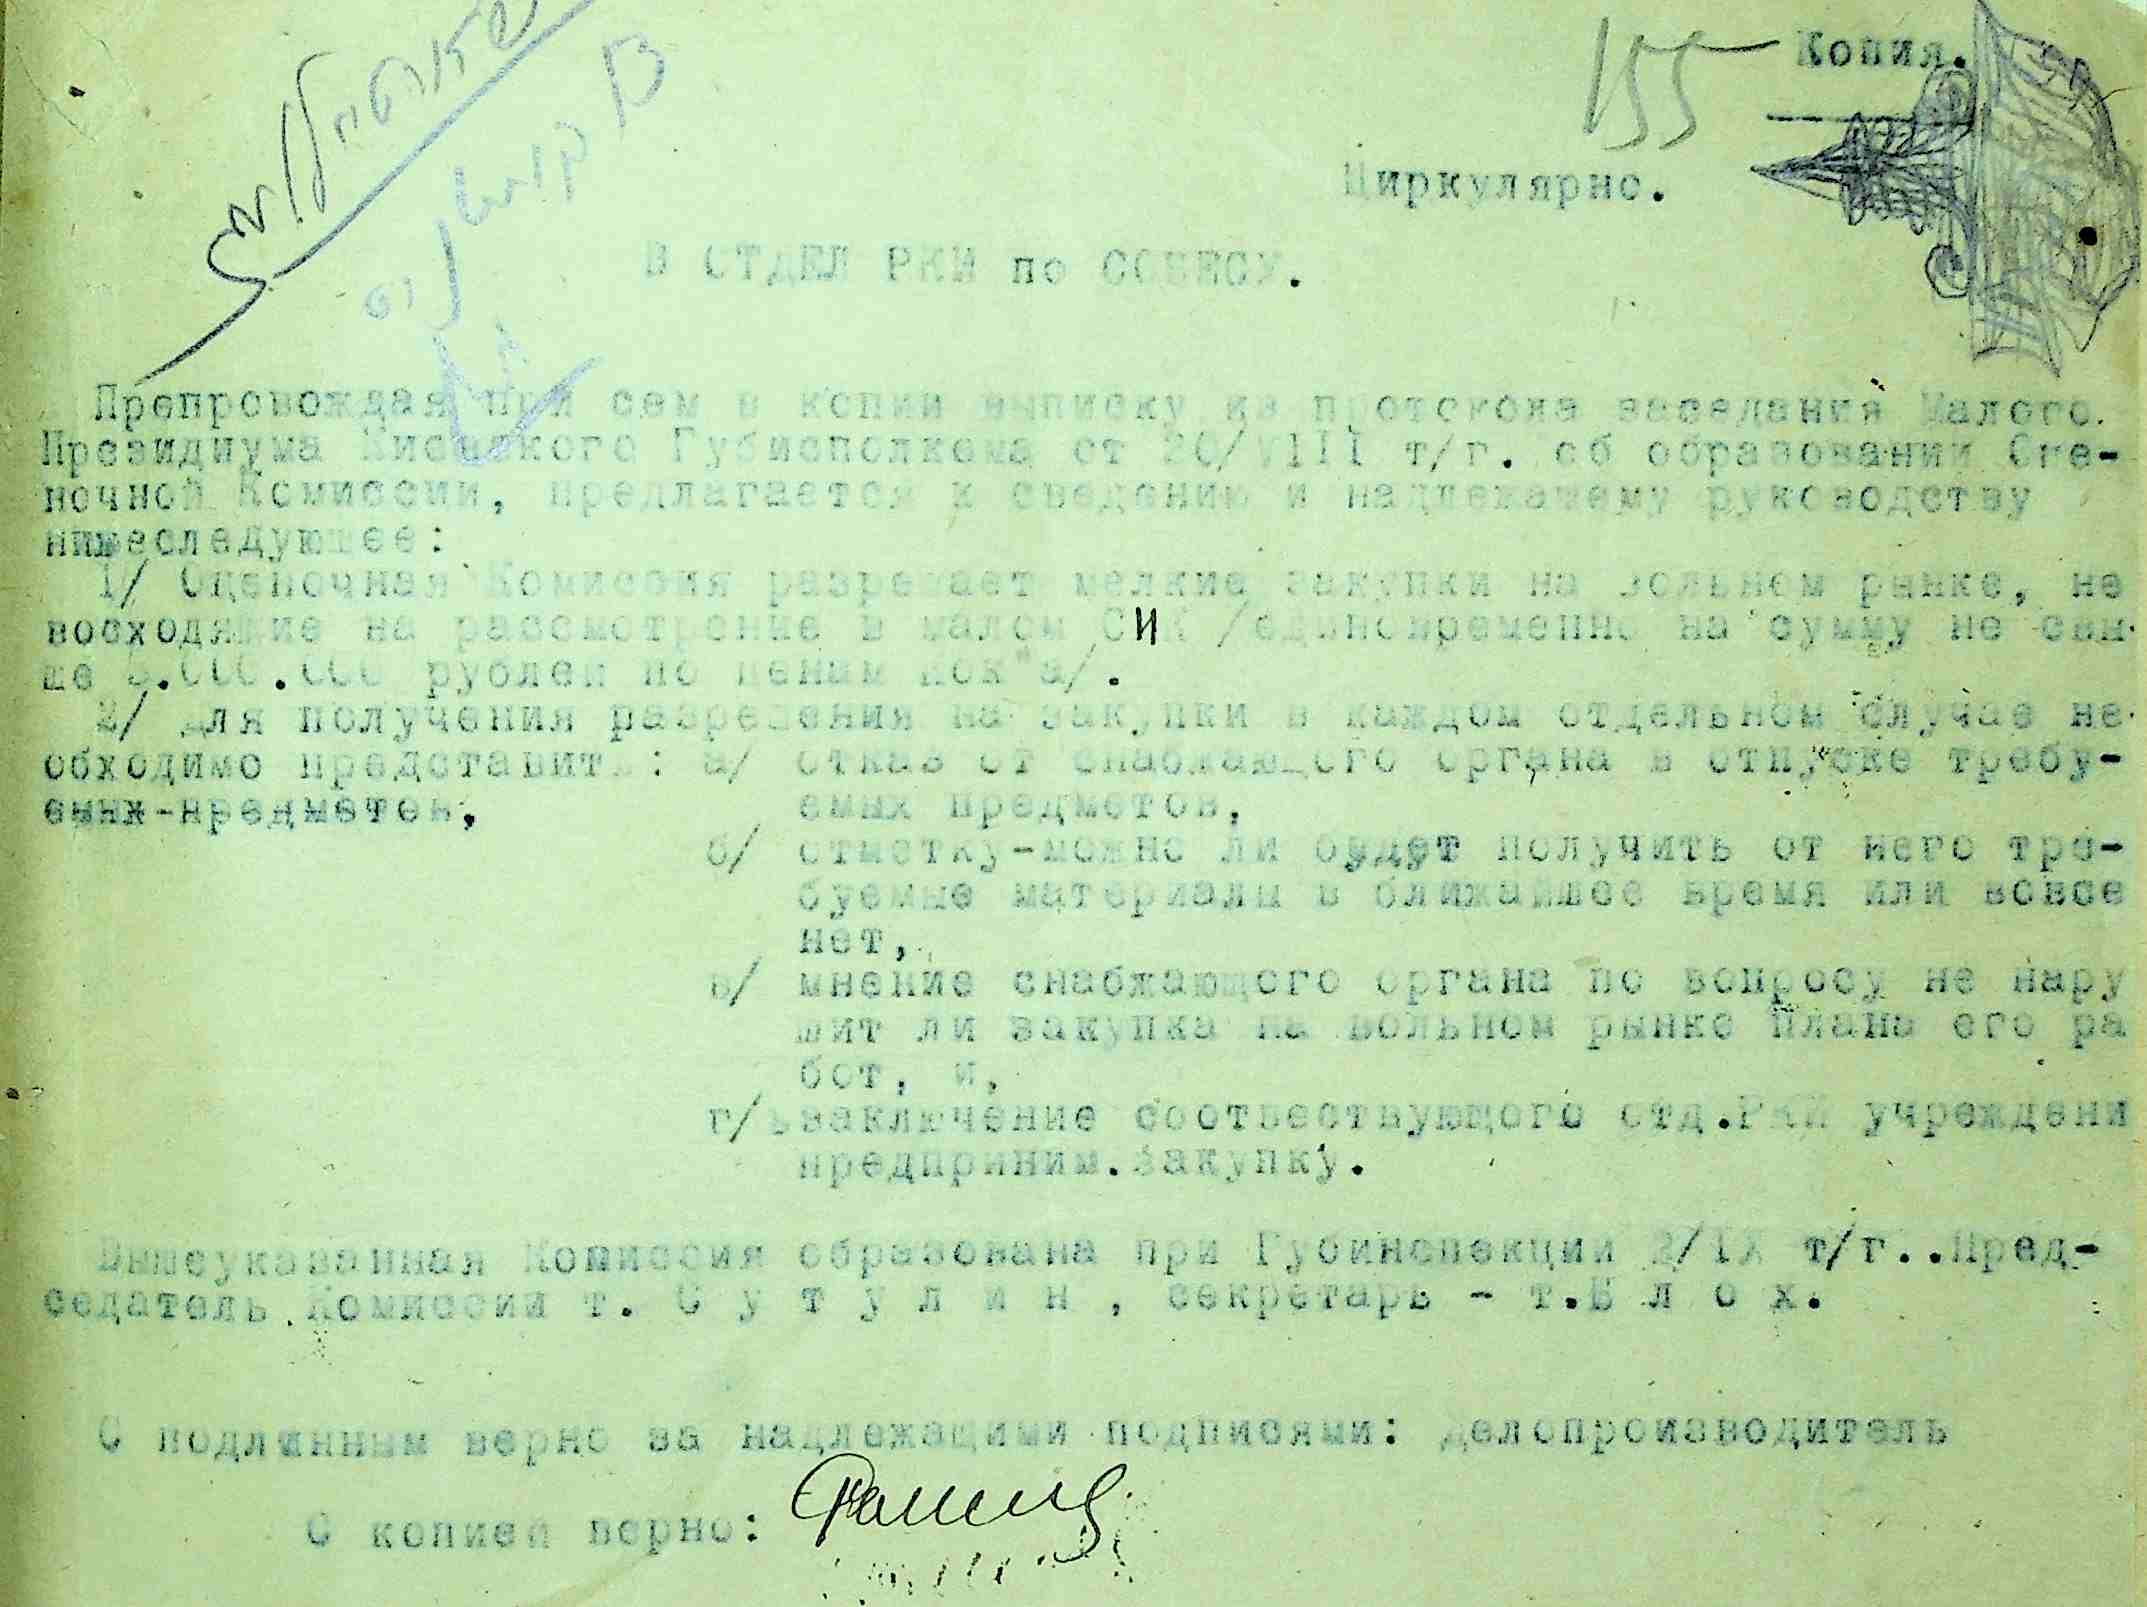 155
Копия.
Циркулярно.
В ОТДЕЛ РКИ по СОБЕСУ.
Препровождая при сем в копии выписку из протокола заседания Малого.
Президиума Киевского Губисполкома от 20/VIII т/г. об образовании Оце-
ночной Комиссии, предлагается к сведению и надлежащему руководству
нижеследующее:
1/ Оценочная Комиссия разрешает мелкие закупки на вольном рынке, не
восходящие на рассмотрение в малом СИК /единовременно на сумму не свы-
ше 5.000.000 рублей по ценам
2/ Для получения разрешения на закупки в каждом отдельном случае не-
обходимо представить: а/ отказ от снабжающего органа в отпуске требу-
емых предметов, емых предметов,
б/ отметку-можно ли будет получить от него тре-
буемые материалы в ближайшее время или вовсе
нет,
в/ мнение снабжающего органа по вопросу не нару
шит ли закупка на вольном рынке плана его ра
бот, и,
г/ заключение соотвествующего отд.РКИ учреждени
предприним.закупку.
Вышеуказанная Комиссия образована при Губинспекции 2/IX т/г..Пред-
седатель Комиссии т. С у т у л и н , секретарь - т.Б л о х.
С подлинным верно за надлежащими подписями: Делопроизводитель
С копией верно: